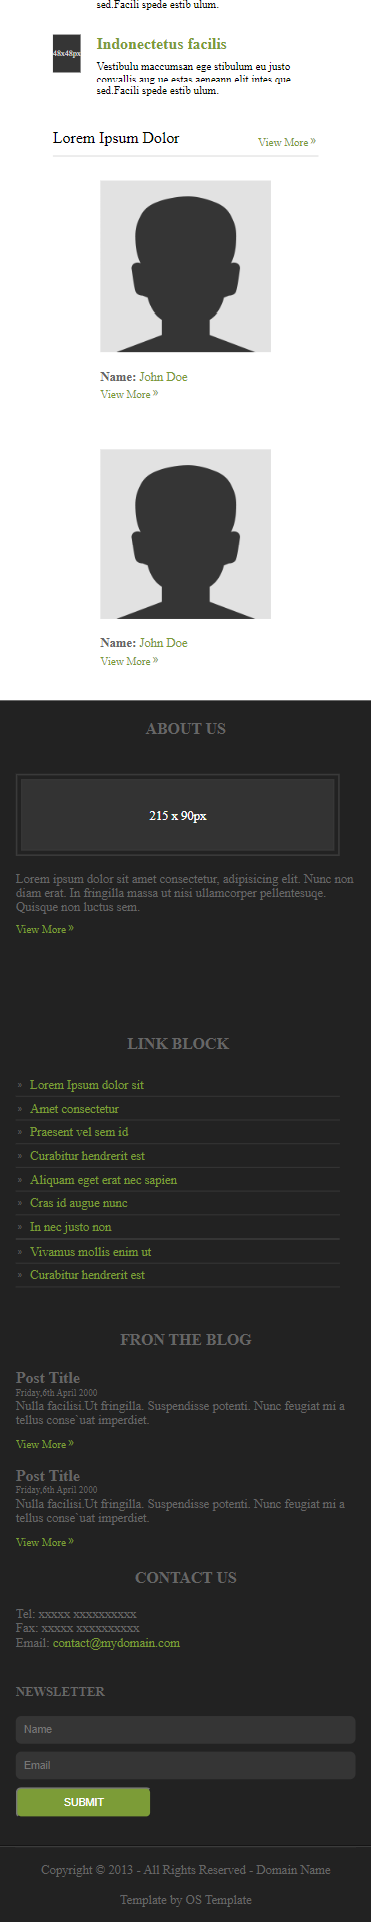 sed.Facili spede estib ulum.
48x48px
Indonectetus facilis
Vestibulu maccumsan ege stibulum eu justo
convallis aug ue estas aeneann elit intes que
sed.Facili spede estib ulum.
Lorem Ipsum Dolor
View More »
Name: John Doe
View More »
Name: John Doe
View More »
ABOUT US
215 x 90px
Lorem ipsum dolor sit amet consectetur, adipisicing elit. Nunc non
diam erat. In fringilla massa ut nisi ullamcorper pellentesuqe.
Quisque non luctus sem.
View More »
LINK BLOCK
» Lorem Ipsum dolor sit
» Amet consectetur
» Praesent vel sem id
» Curabitur hendrerit est
» Aliquam eget erat nec sapien
» Cras id augue nunc
» In nec justo non
» Vivamus mollis enim ut
» Curabitur hendrerit est
FRON THE BLOG
Post Title
Friday,6th April 2000
Nulla facilisi.Ut fringilla. Suspendisse potenti. Nunc feugiat mi a
tellus conse`uat imperdiet.
View More »
Post Title
Friday,6th April 2000
Nulla facilisi.Ut fringilla. Suspendisse potenti. Nunc feugiat mi a
tellus conse`uat imperdiet.
View More »
CONTACT US
Tel: xxxxx xxxxxxxxxx
Fax: xxxxx xxxxxxxxxx
Email: contact@mydomain.com
NEWSLETTER
Name
Email
SUBMIT
Copyright © 2013 - All Rights Reserved - Domain Name
Template by OS Template